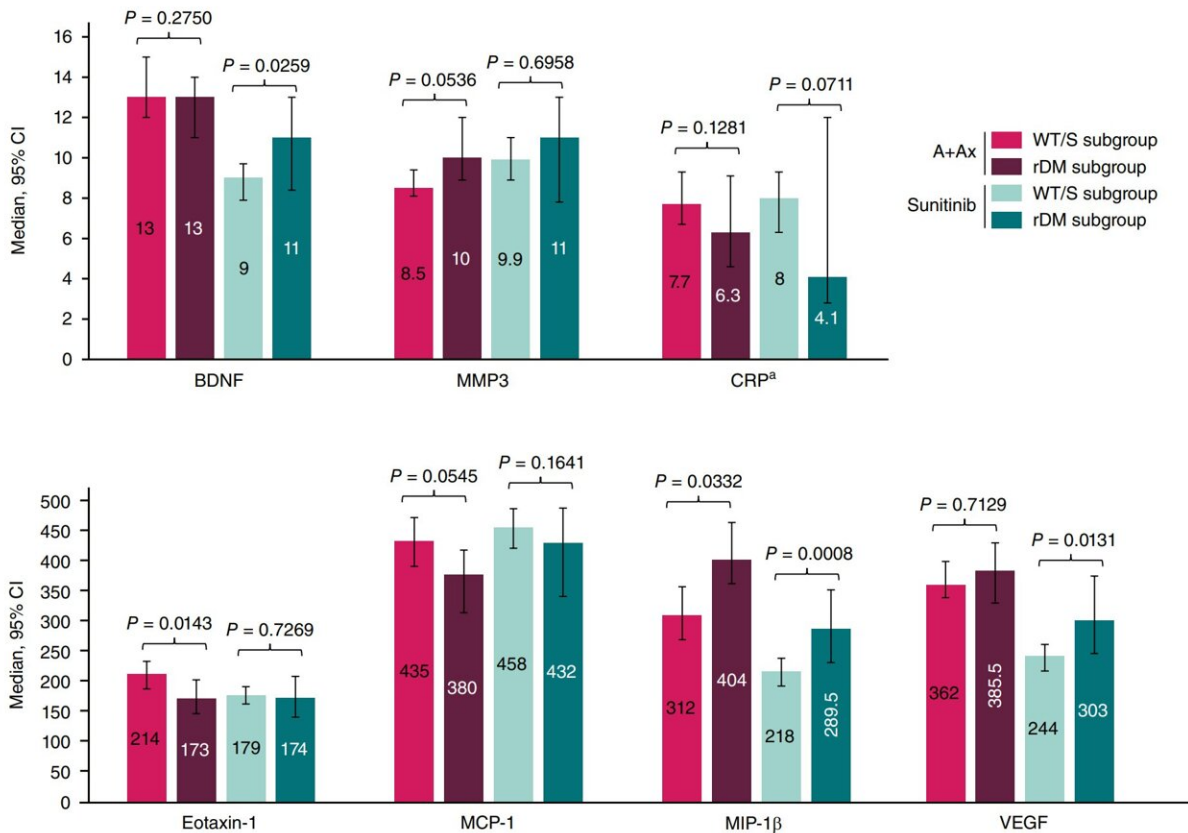 P = 0.2750
P = 0.0259
P = 0.0536
P = 0.6958
P = 0.1281
P = 0.0711
Median, 95% CI
16
14
12
10
8
6
4
2
0
13
13
9
11
8.5
10
9.9
11
7.7
6.3
8
4.1
BDNF
MMP3
CRPa
A+Ax
WT/S subgroup
rDM subgroup
Sunitinib
WT/S subgroup
rDM subgroup
P = 0.0143
P = 0.7269
P = 0.0545
P = 0.1641
P = 0.0332
P = 0.0008
P = 0.7129
P = 0.0131
Median, 95% CI
500
450
400
350
300
250
200
150
100
50
0
214
173
179
174
435
380
458
432
312
404
218
289.5
362
385.5
244
303
Eotaxin-1
MCP-1
MIP-1β
VEGF